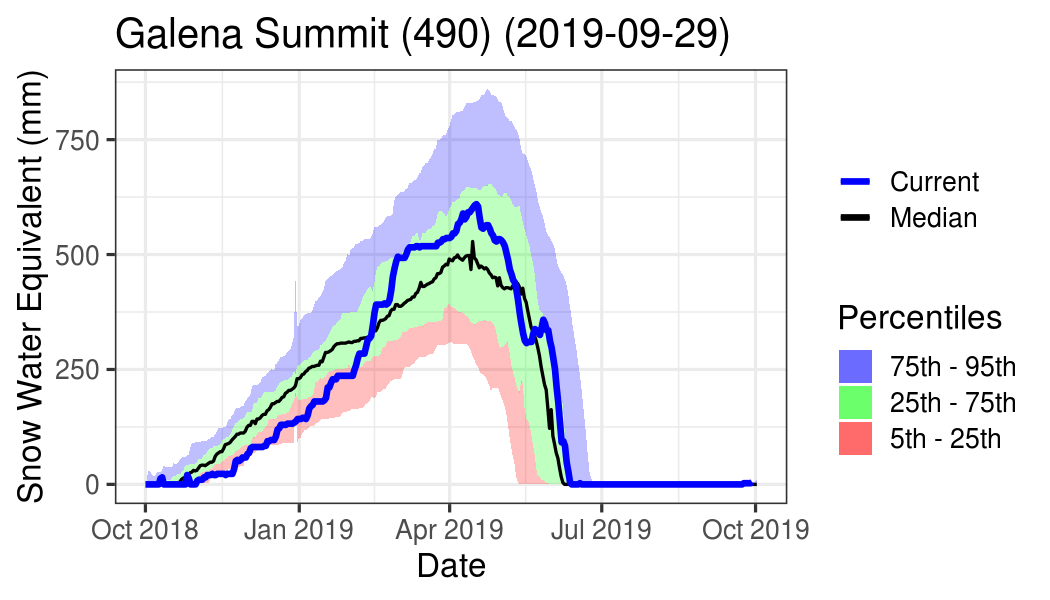 Galena Summit (490) (2019-09-29)
Snow Water Equivalent (mm)
750
500
250
0
Oct 2018
Jan 2019
Apr 2019
Jul 2019
Oct 2019
Date
Current
Median
Percentiles
75th - 95th
25th - 75th
5th - 25th